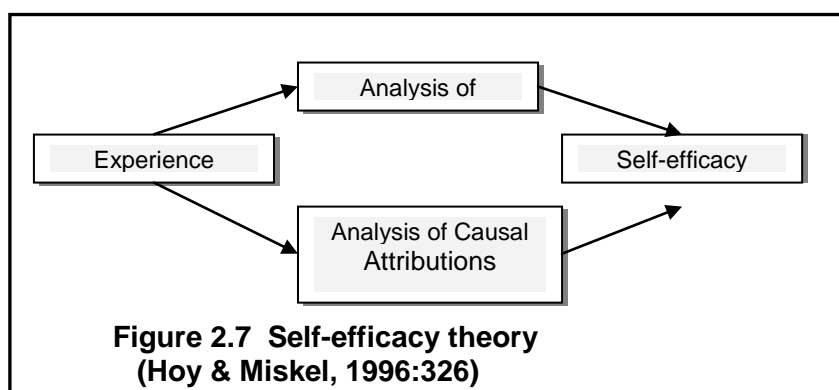 Analysis of
Experience
Self-efficacy
Analysis of Causal
Attributions
Figure 2.7 Self-efficacy theory
(Hoy & Miskel, 1996:326)